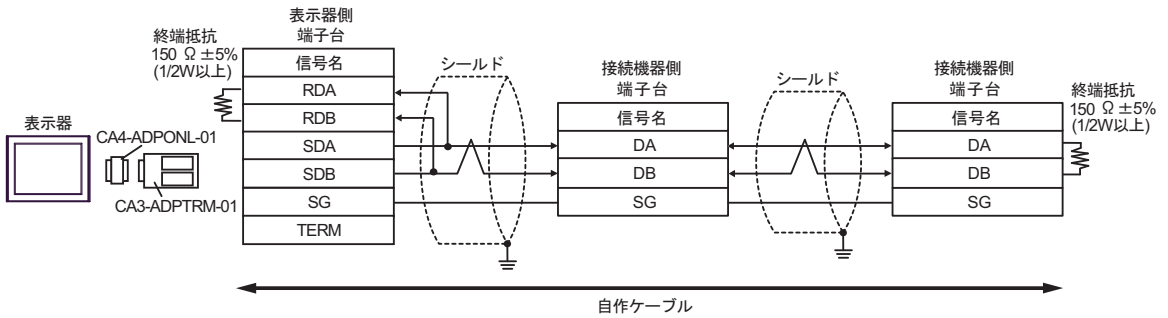 表示器
CA4-ADPONL-01
CA3-ADPTRM-01
終端抵抗
150 Ω ±5%
(1/2W以上)
表示器側
端子台
信号名
RDA
RDB
SDA
SDB
SG
TERM
シールド
接続機器側
端子台
信号名
DA
DB
SG
シールド
接続機器側
端子台
信号名
DA
DB
SG
終端抵抗
150 Ω ±5%
(1/2W以上)
自作ケーブル